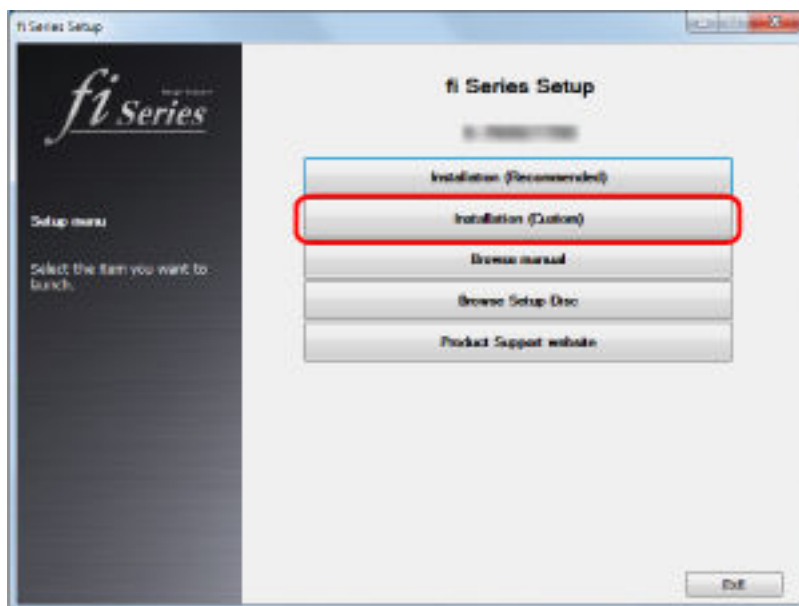 fi Series Setup
fi Series
fi Series Setup
Installation (Recommended)
Setup menu
Installation (Custom)
Select the item you want to
launch.
Browse manual
Browse Setup Disc
Product Support website
Exit